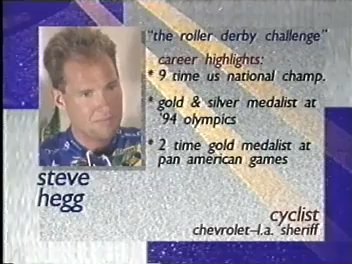 "the roller derby challenge"
career highlights:
* 9 time us national champ.
* gold & silver medalist at
'94 olympics
* 2 time gold medalist at
pan american games
steve
hegg
cyclist
chevrolet–l.a. sheriff